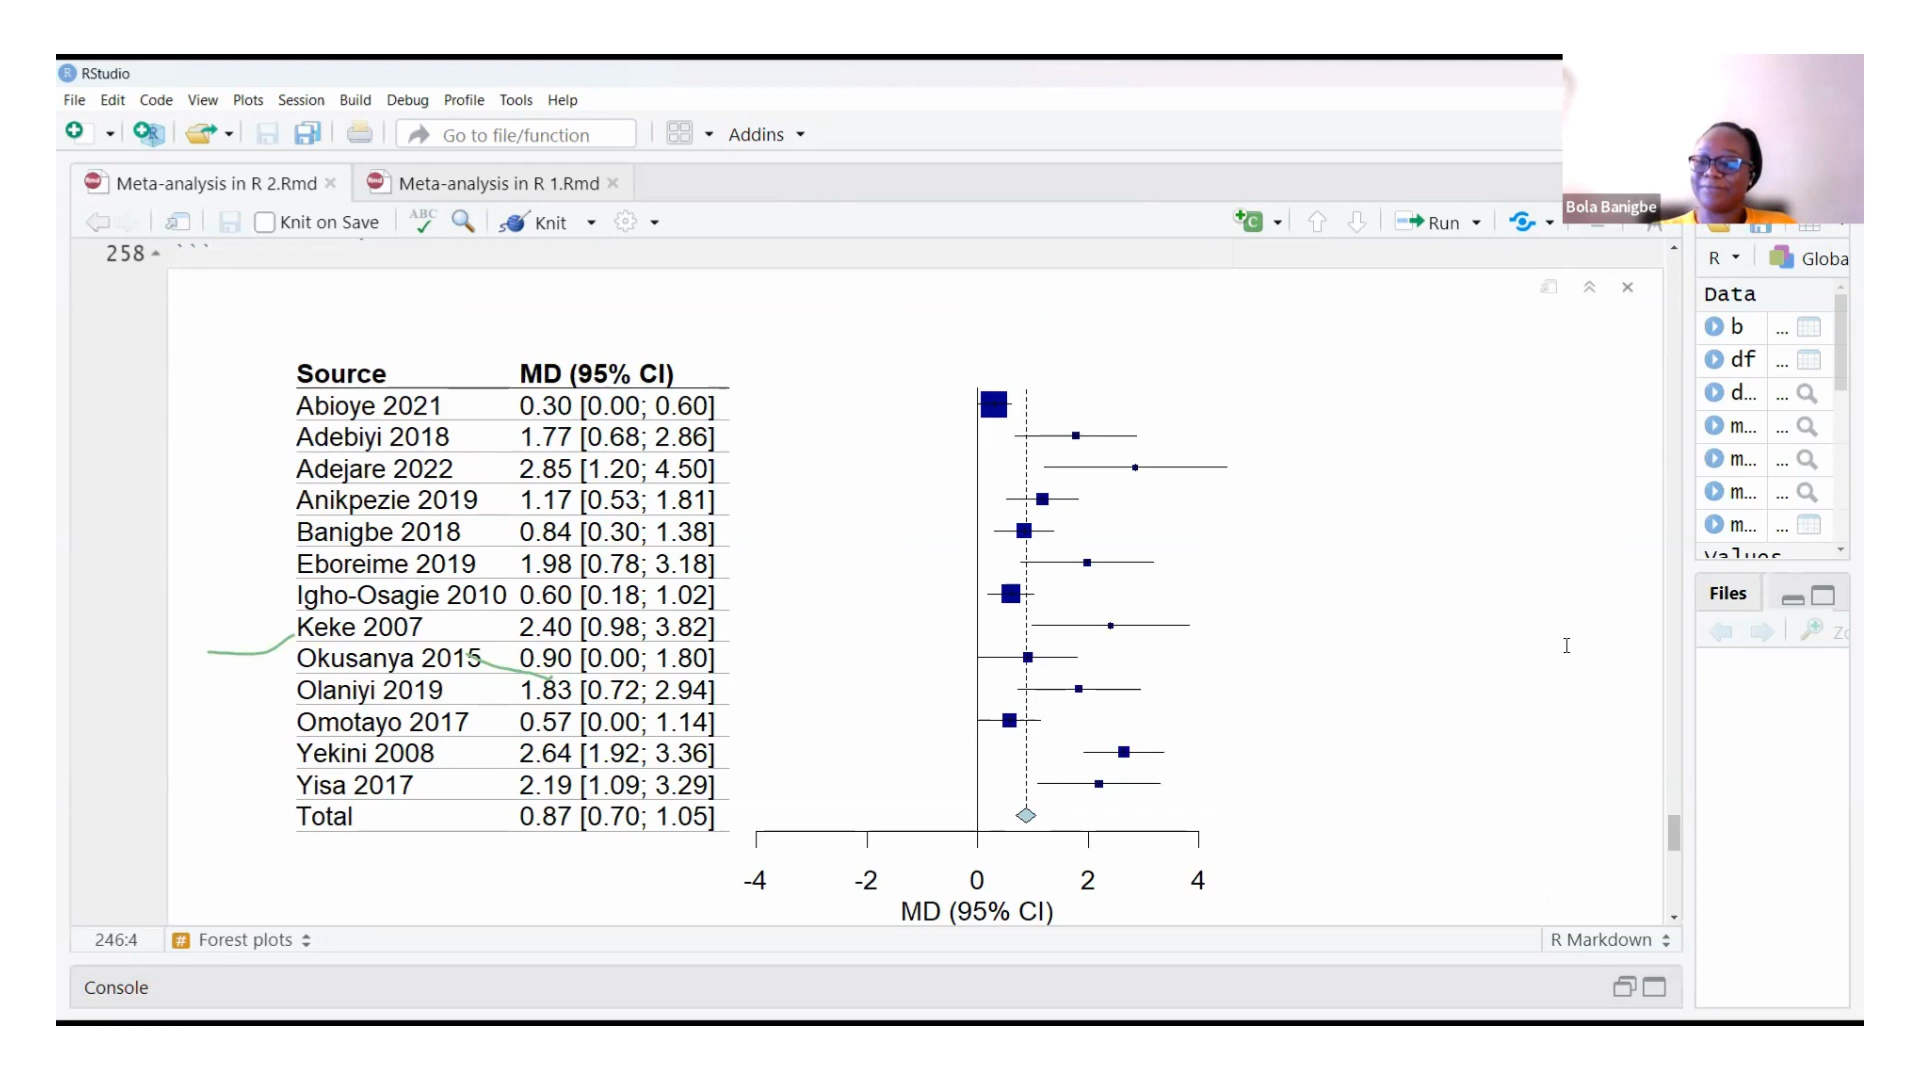 RStudio
File Edit Code View Plots Session Build Debug Profile Tools Help
Go to file/function Addins
Meta-analysis in R 2.Rmd Meta-analysis in R 1.Rmd
Knit on Save ABC Knit Run
Bola Banigbe
258 ```
R Globa
Data
b ...
df ...
d... ...
m... ...
m... ...
m... ...
m... ...
Values
Source MD (95% CI)
Abioye 2021 0.30 [0.00; 0.60]
Adebiyi 2018 1.77 [0.68; 2.86]
Adejare 2022 2.85 [1.20; 4.50]
Anikpezie 2019 1.17 [0.53; 1.81]
Banigbe 2018 0.84 [0.30; 1.38]
Eboreime 2019 1.98 [0.78; 3.18]
Igho-Osagie 2010 0.60 [0.18; 1.02]
Keke 2007 2.40 [0.98; 3.82]
Okusanya 2015 0.90 [0.00; 1.80]
Olaniyi 2019 1.83 [0.72; 2.94]
Omotayo 2017 0.57 [0.00; 1.14]
Yekini 2008 2.64 [1.92; 3.36]
Yisa 2017 2.19 [1.09; 3.29]
Total 0.87 [0.70; 1.05]
-4 -2 0 2 4
MD (95% CI)
Files
Zo
246:4 # Forest plots R Markdown
Console